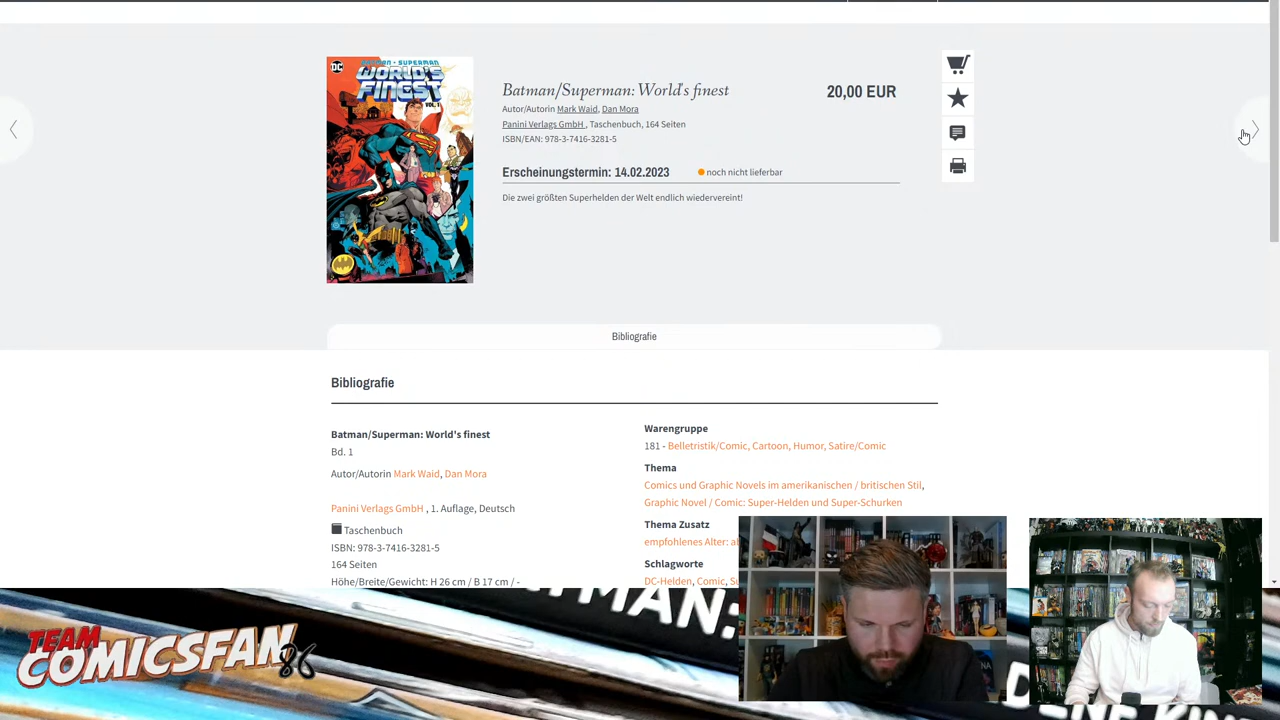 DC
BATMAN • SUPERMAN
WORLD'S
FINEST
VOL. 1
Batman/Superman: World's finest
20,00 EUR
Autor/Autorin Mark Waid, Dan Mora
Panini Verlags GmbH , Taschenbuch, 164 Seiten
ISBN/EAN: 978-3-7416-3281-5
Erscheinungstermin: 14.02.2023
noch nicht lieferbar
Die zwei größten Superhelden der Welt endlich wiedervereint!
Bibliografie
Bibliografie
Batman/Superman: World's finest
Bd. 1
Autor/Autorin Mark Waid, Dan Mora
Panini Verlags GmbH , 1. Auflage, Deutsch
Taschenbuch
ISBN: 978-3-7416-3281-5
164 Seiten
Höhe/Breite/Gewicht: H 26 cm / B 17 cm / -
Warengruppe
181 - Belletristik/Comic, Cartoon, Humor, Satire/Comic
Thema
Comics und Graphic Novels im amerikanischen / britischen Stil,
Graphic Novel / Comic: Super-Helden und Super-Schurken
Thema Zusatz
empfohlenes Alter:
Schlagworte
DC-Helden, Comic,
TEAM
COMICSFAN
86